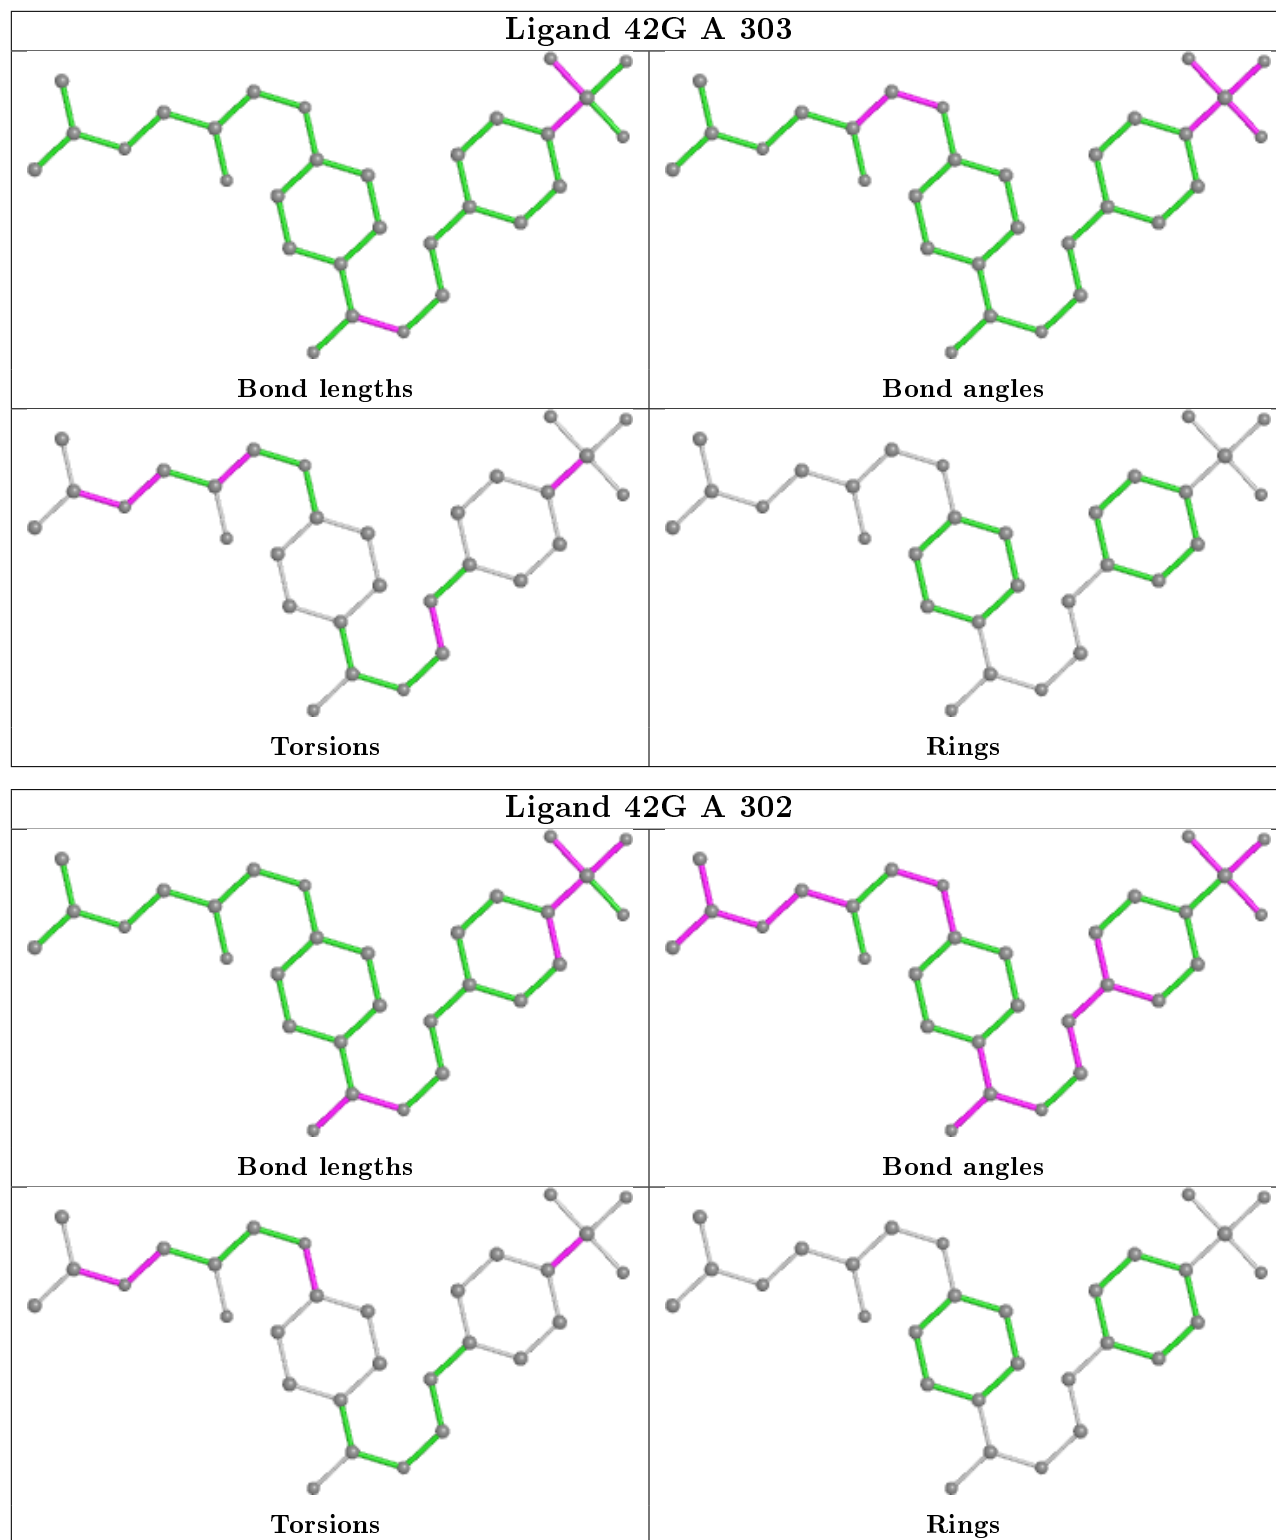 Ligand 42G A 303
Bond lengths
Bond angles
Torsions
Rings
Ligand 42G A 302
Bond lengths
Bond angles
Torsions
Rings